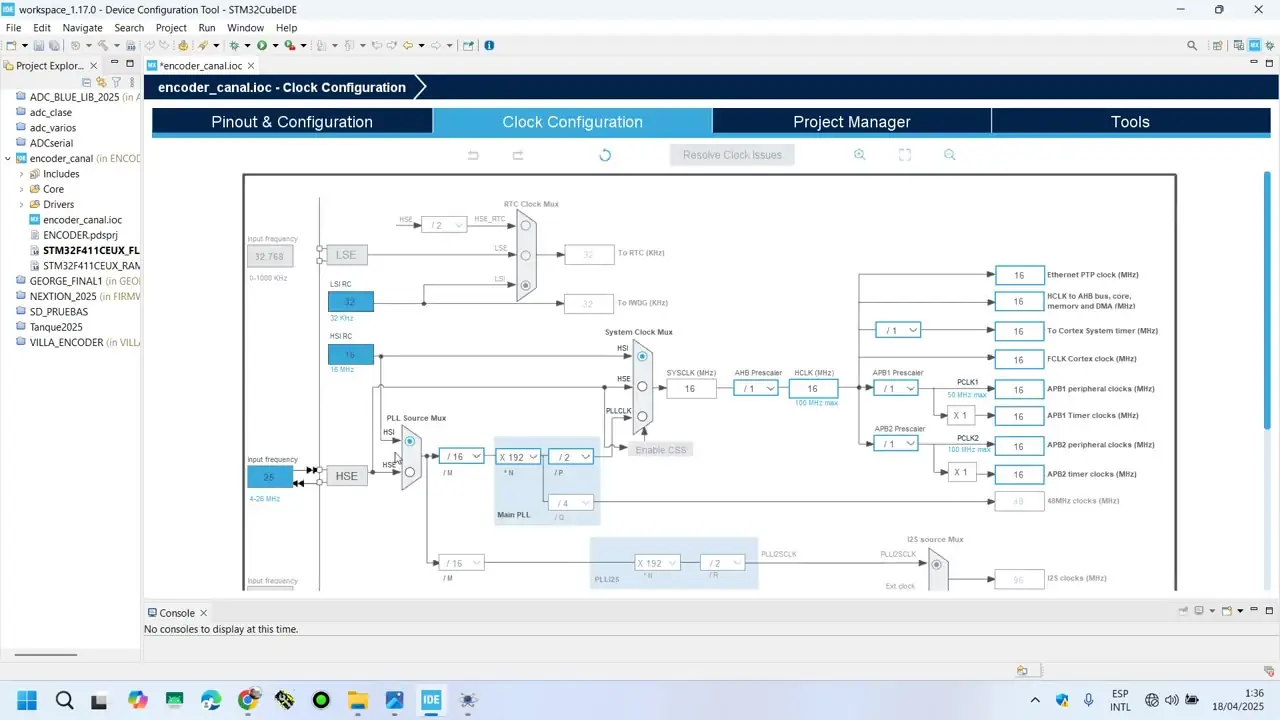 workspace_1.17.0 - Device Configuration Tool - STM32CubeIDE
File Edit Navigate Search Project Run Window Help
Project Explor...
*encoder_canal.ioc
encoder_canal.ioc - Clock Configuration
Pinout & Configuration
Clock Configuration
Project Manager
Tools
Resolve Clock Issues
ADC_BLUE_LIB_2025 (in A
adc_clase
adc_varios
ADCserial
encoder_canal (in ENCOD
Includes
Core
Drivers
encoder_canal.ioc
ENCODER.pdsprj
STM32F411CEUX_FL
STM32F411CEUX_RAM
GEORGE_FINAL1 (in GEO
NEXTION_2025 (in FIRMW
SD_PRUEBAS
Tanque2025
VILLA_ENCODER (in VILL
RTC Clock Mux
HSE
/ 2
HSE_RTC
Input frequency
32.768
0-1000 KHz
LSE
LSE
32
To RTC (KHz)
LSI RC
LSI
32
32 KHz
32
To IWDG (KHz)
HSI RC
16
16 MHz
System Clock Mux
HSI
HSE
PLLCLK
SYSCLK (MHz)
16
AHB Prescaler
/ 1
HCLK (MHz)
16
100 MHz max
16
Ethernet PTP clock (MHz)
16
HCLK to AHB bus, core,
memory and DMA (MHz)
/ 1
16
To Cortex System timer (MHz)
16
FCLK Cortex clock (MHz)
APB1 Prescaler
/ 1
PCLK1
50 MHz max
16
APB1 peripheral clocks (MHz)
X 1
16
APB1 Timer clocks (MHz)
APB2 Prescaler
/ 1
PCLK2
100 MHz max
16
APB2 peripheral clocks (MHz)
X 1
16
APB2 timer clocks (MHz)
48
48MHz clocks (MHz)
PLL Source Mux
HSI
HSE
Input frequency
25
4-26 MHz
HSE
/ 16
/ M
X 192
* N
/ 2
/ P
/ 4
/ Q
Main PLL
Enable CSS
/ 16
/ M
X 192
* N
/ 2
/ R
PLLI2S
PLLI2SCLK
PLLI2SCLK
I2S source Mux
Ext clock
96
I2S clocks (MHz)
Input frequency
Console
No consoles to display at this time.
ESP
INTL
1:36
18/04/2025